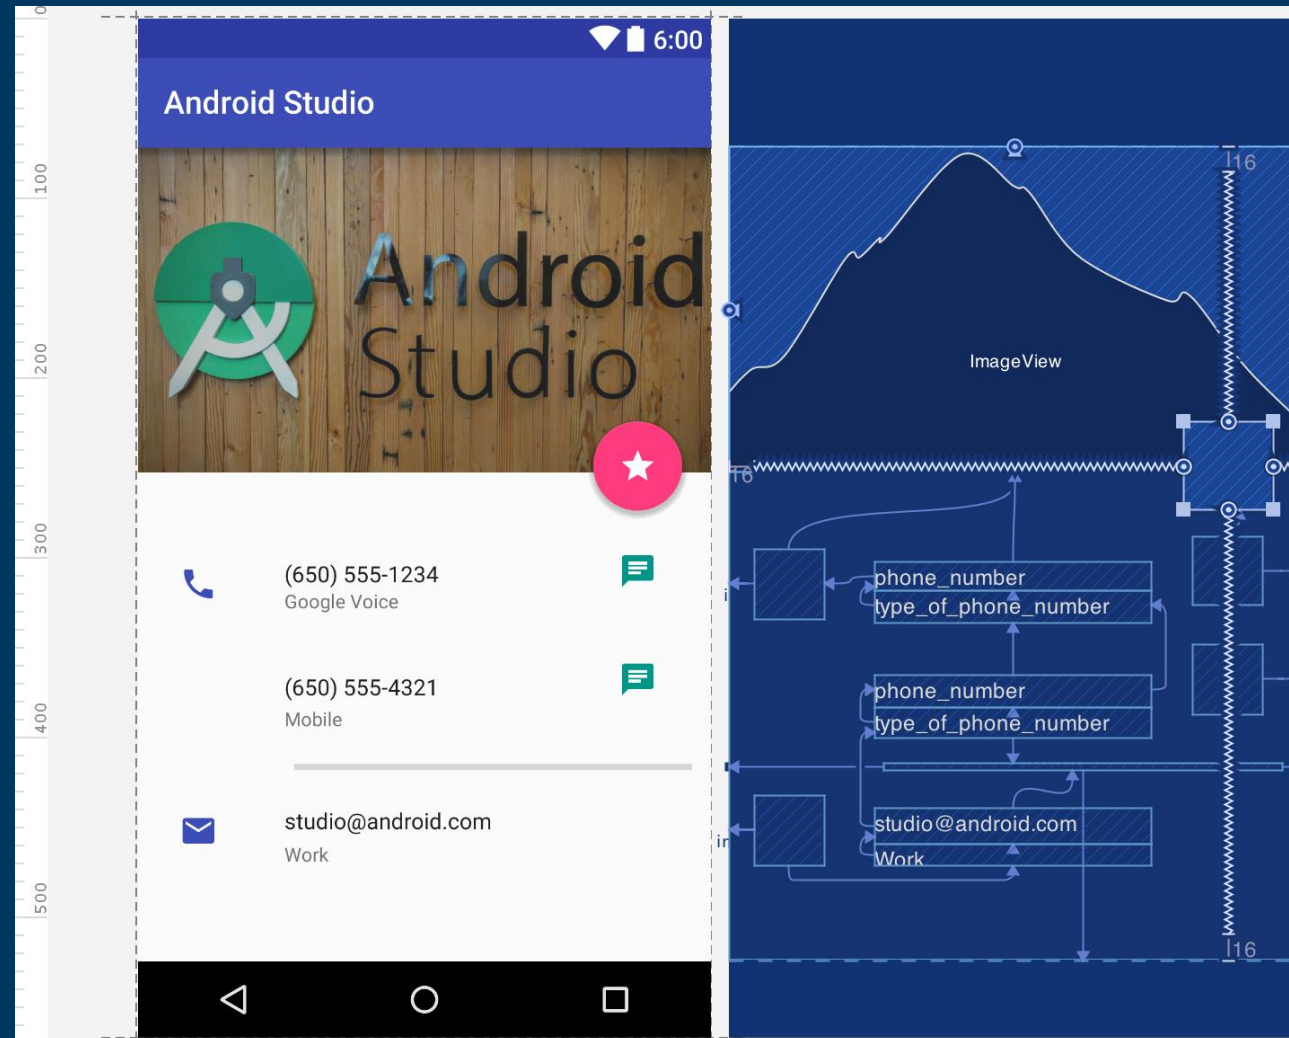 0
100
200
300
400
500
6:00
Android Studio
Android
Studio
(650) 555-1234
Google Voice
(650) 555-4321
Mobile
studio@android.com
Work
16
ImageView
16
phone_number
type_of_phone_number
phone_number
type_of_phone_number
studio@android.com
Work
16